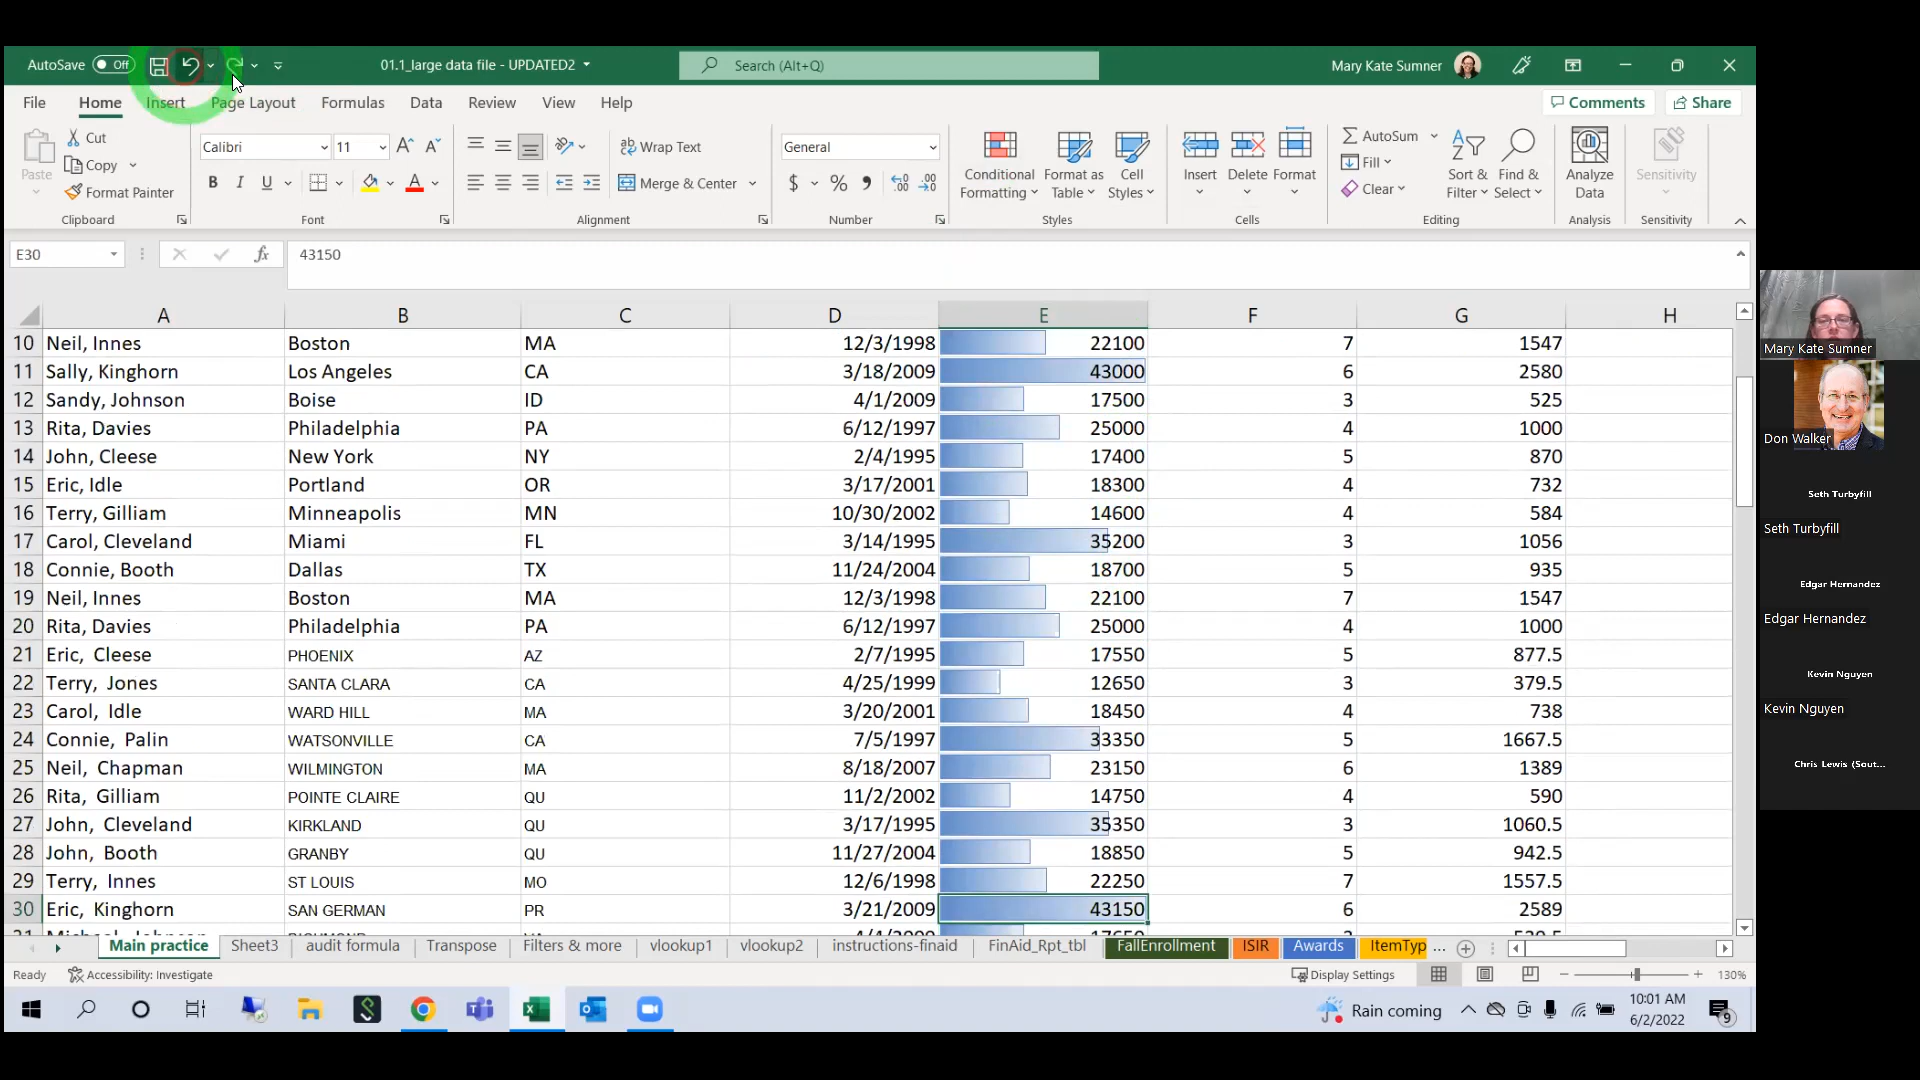 AutoSave Off 01.1_large data file - UPDATED2 Search (Alt+Q) Mary Kate Sumner
File Home Insert Page Layout Formulas Data Review View Help Comments Share
Cut
Copy
Format Painter
Paste
Clipboard
Calibri 11
B I U A
Font
Wrap Text
Merge & Center
Alignment
General
$ % ,
Number
Conditional Formatting
Format as Table
Cell Styles
Styles
Insert Delete Format
Cells
AutoSum
Fill
Clear
Sort & Filter
Find & Select
Editing
Analyze Data
Analysis
Sensitivity
Sensitivity
E30 fx 43150
A B C D E F G H
10 Neil, Innes Boston MA 12/3/1998 22100 7 1547
11 Sally, Kinghorn Los Angeles CA 3/18/2009 43000 6 2580
12 Sandy, Johnson Boise ID 4/1/2009 17500 3 525
13 Rita, Davies Philadelphia PA 6/12/1997 25000 4 1000
14 John, Cleese New York NY 2/4/1995 17400 5 870
15 Eric, Idle Portland OR 3/17/2001 18300 4 732
16 Terry, Gilliam Minneapolis MN 10/30/2002 14600 4 584
17 Carol, Cleveland Miami FL 3/14/1995 35200 3 1056
18 Connie, Booth Dallas TX 11/24/2004 18700 5 935
19 Neil, Innes Boston MA 12/3/1998 22100 7 1547
20 Rita, Davies Philadelphia PA 6/12/1997 25000 4 1000
21 Eric, Cleese PHOENIX AZ 2/7/1995 17550 5 877.5
22 Terry, Jones SANTA CLARA CA 4/25/1999 12650 3 379.5
23 Carol, Idle WARD HILL MA 3/20/2001 18450 4 738
24 Connie, Palin WATSONVILLE CA 7/5/1997 33350 5 1667.5
25 Neil, Chapman WILMINGTON MA 8/18/2007 23150 6 1389
26 Rita, Gilliam POINTE CLAIRE QU 11/2/2002 14750 4 590
27 John, Cleveland KIRKLAND QU 3/17/1995 35350 3 1060.5
28 John, Booth GRANBY QU 11/27/2004 18850 5 942.5
29 Terry, Innes ST LOUIS MO 12/6/1998 22250 7 1557.5
30 Eric, Kinghorn SAN GERMAN PR 3/21/2009 43150 6 2589
Main practice Sheet3 audit formula Transpose Filters & more vlookup1 vlookup2 instructions-finaid FinAid_Rpt_tbl FallEnrollment ISIR Awards ItemTyp ...
Ready Accessibility: Investigate Display Settings 130%
Rain coming 10:01 AM
6/2/2022 9
Mary Kate Sumner
Don Walker
Seth Turbyfill
Seth Turbyfill
Edgar Hernandez
Edgar Hernandez
Kevin Nguyen
Kevin Nguyen
Chris Lewis (Sout...